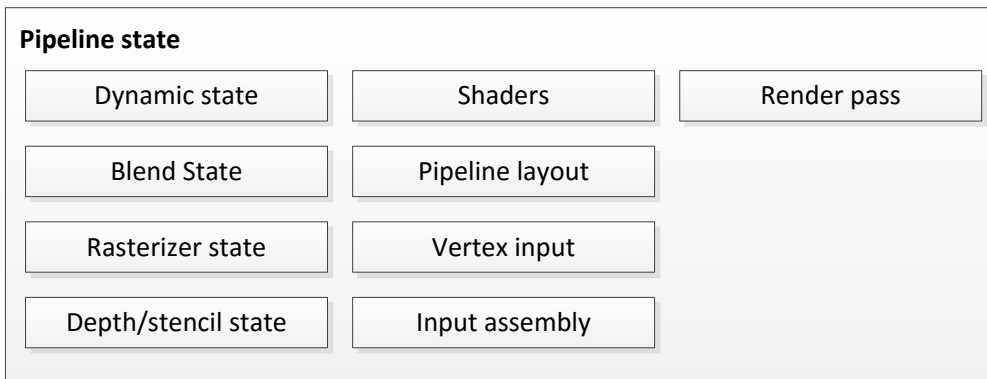 Pipeline state
Dynamic state
Shaders
Render pass
Blend State
Pipeline layout
Rasterizer state
Vertex input
Depth/stencil state
Input assembly